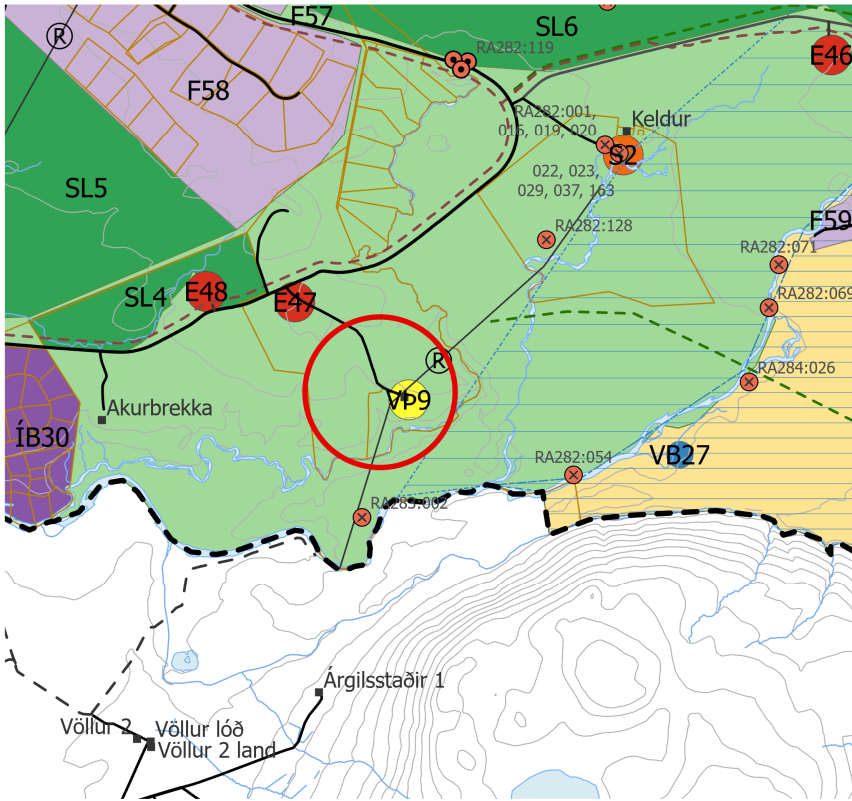 F57
SL6
R
RA282:119
E46
F58
RA282:001,
016, 019, 020
Keldur
S2
SL5
022, 023,
029, 037, 163
F59
RA282:128
RA282:071
SL4
E48
E47
RA282:069
R
RA284:026
VÞ9
Akurbrekka
ÍB30
VB27
RA282:054
RA283:002
Árgilsstaðir 1
Völlur 2
Völlur lóð
Völlur 2 land